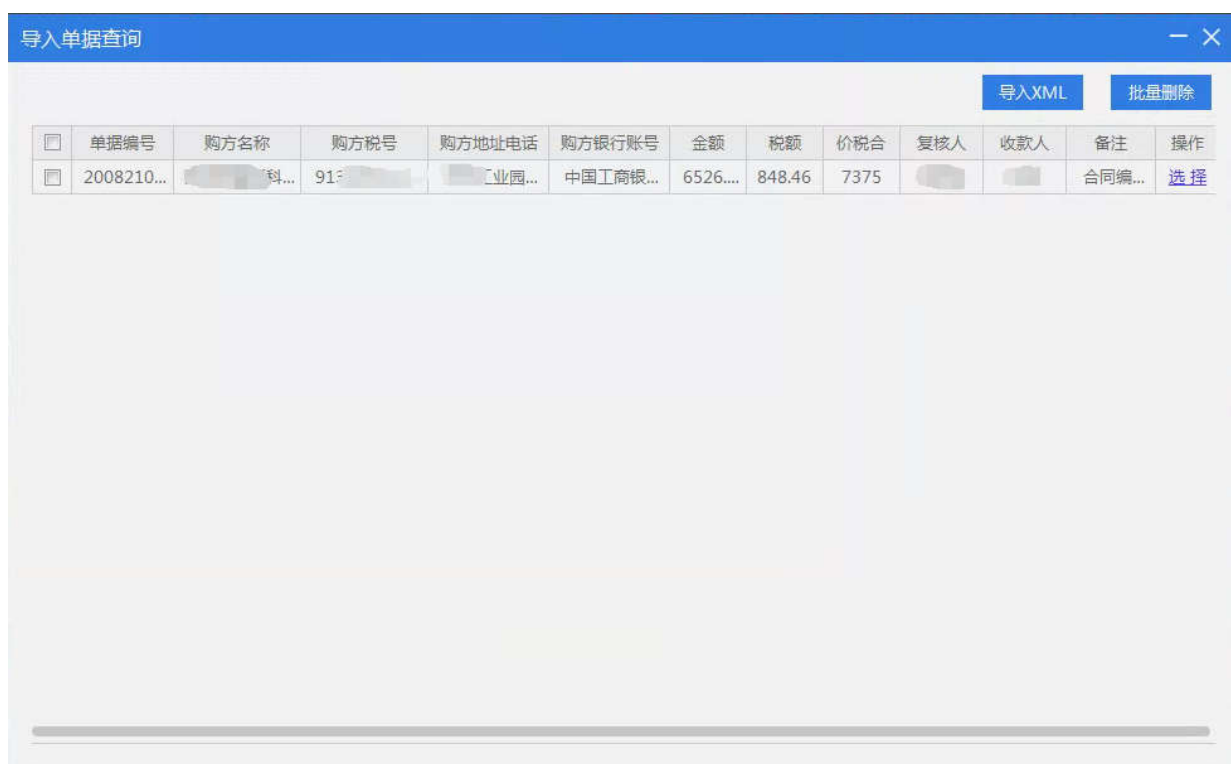 导入单据查询
导入XML 批量删除
单据编号 购方名称 购方税号 购方地址电话 购方银行账号 金额 税额 价税合 复核人 收款人 备注 操作
2008210... 科... 913 工业园... 中国工商银... 6526.... 848.46 7375 合同编... 选择